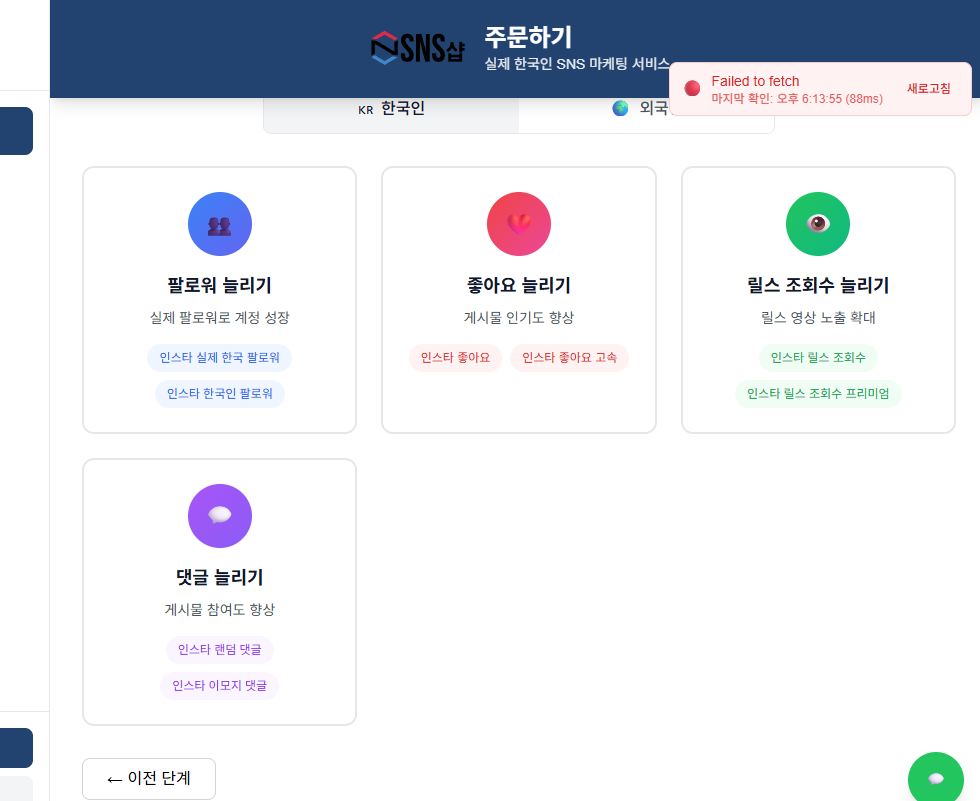 SNS샵
주문하기
실제 한국인 SNS 마케팅 서비스
Failed to fetch
마지막 확인: 오후 6:13:55 (88ms)
새로고침
KR 한국인
외국
팔로워 늘리기
실제 팔로워로 계정 성장
인스타 실제 한국 팔로워
인스타 한국인 팔로워
좋아요 늘리기
게시물 인기도 향상
인스타 좋아요
인스타 좋아요 고속
릴스 조회수 늘리기
릴스 영상 노출 확대
인스타 릴스 조회수
인스타 릴스 조회수 프리미엄
댓글 늘리기
게시물 참여도 향상
인스타 랜덤 댓글
인스타 이모지 댓글
← 이전 단계